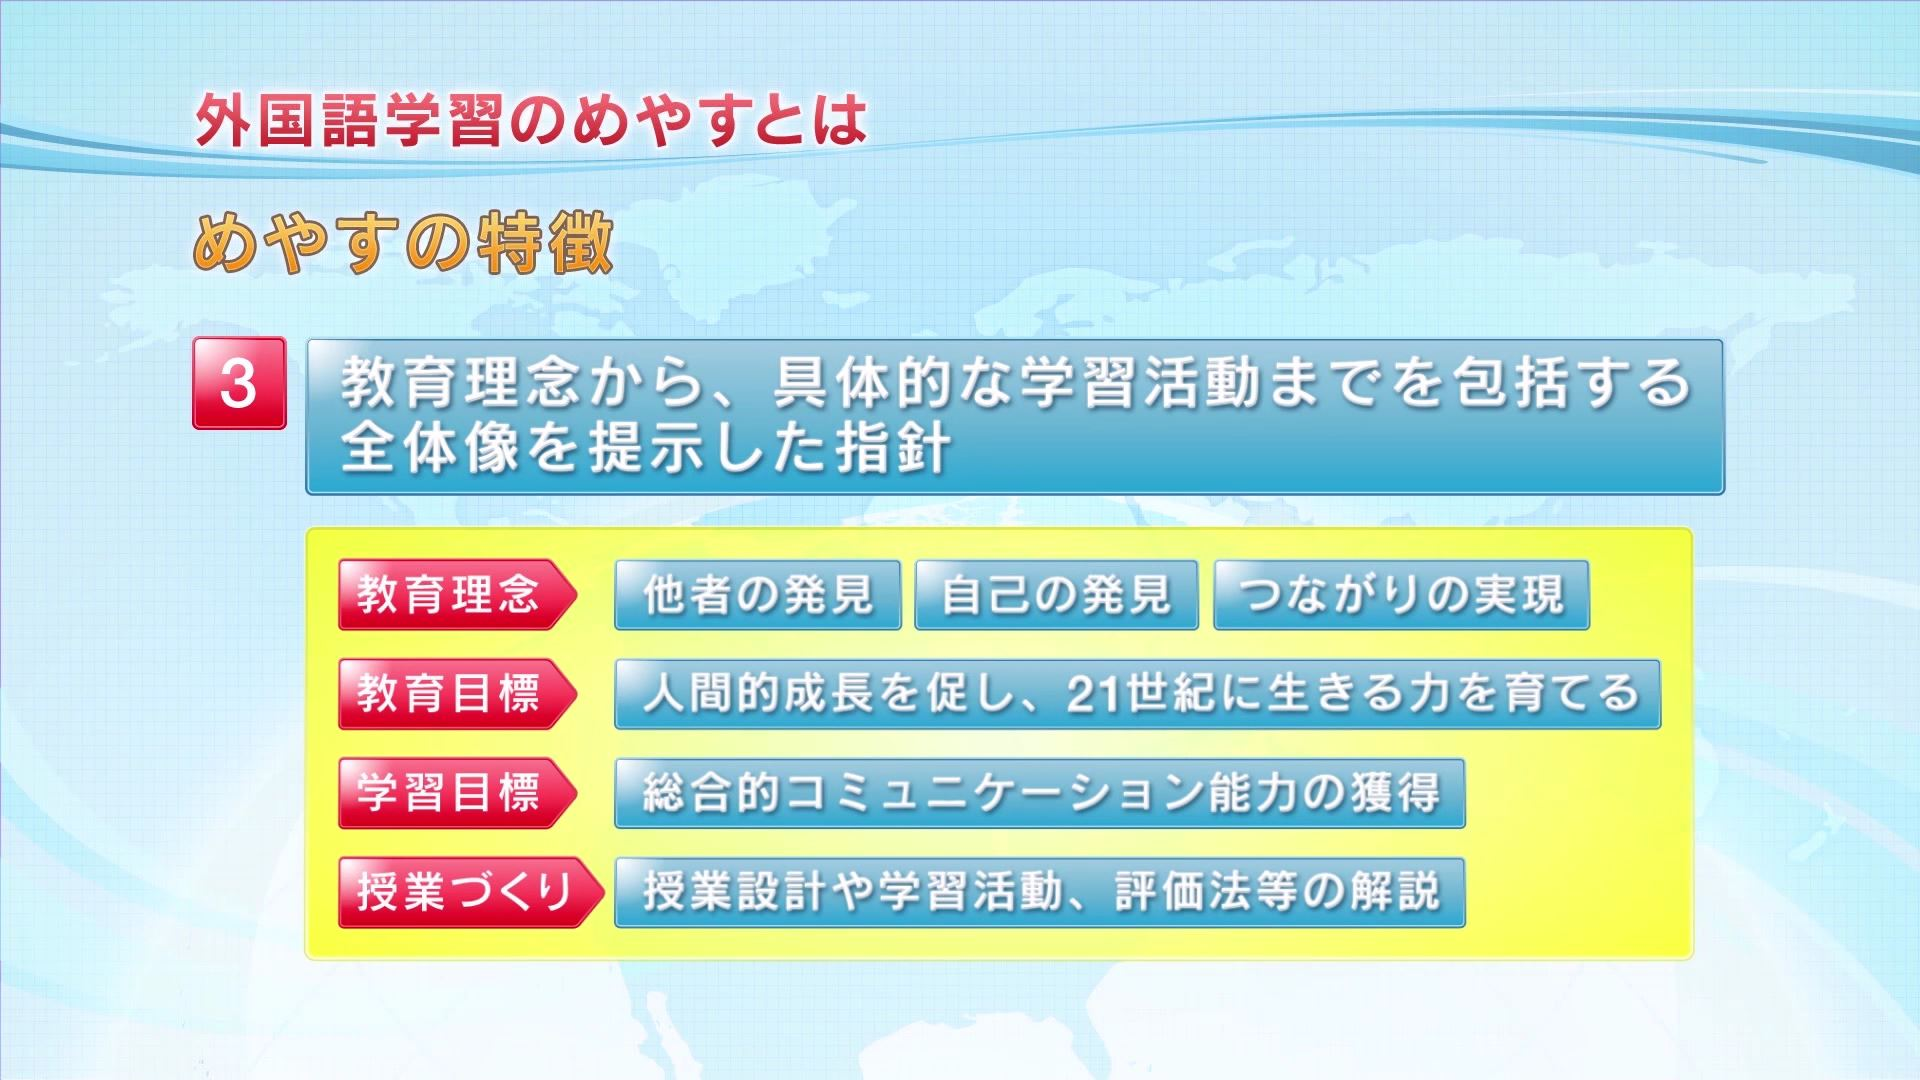 外国語学習のめやすとは
めやすの特徴
3 教育理念から、具体的な学習活動までを包括する
全体像を提示した指針
教育理念 他者の発見 自己の発見 つながりの実現
教育目標 人間的成長を促し、21世紀に生きる力を育てる
学習目標 総合的コミュニケーション能力の獲得
授業づくり 授業設計や学習活動、評価法等の解説